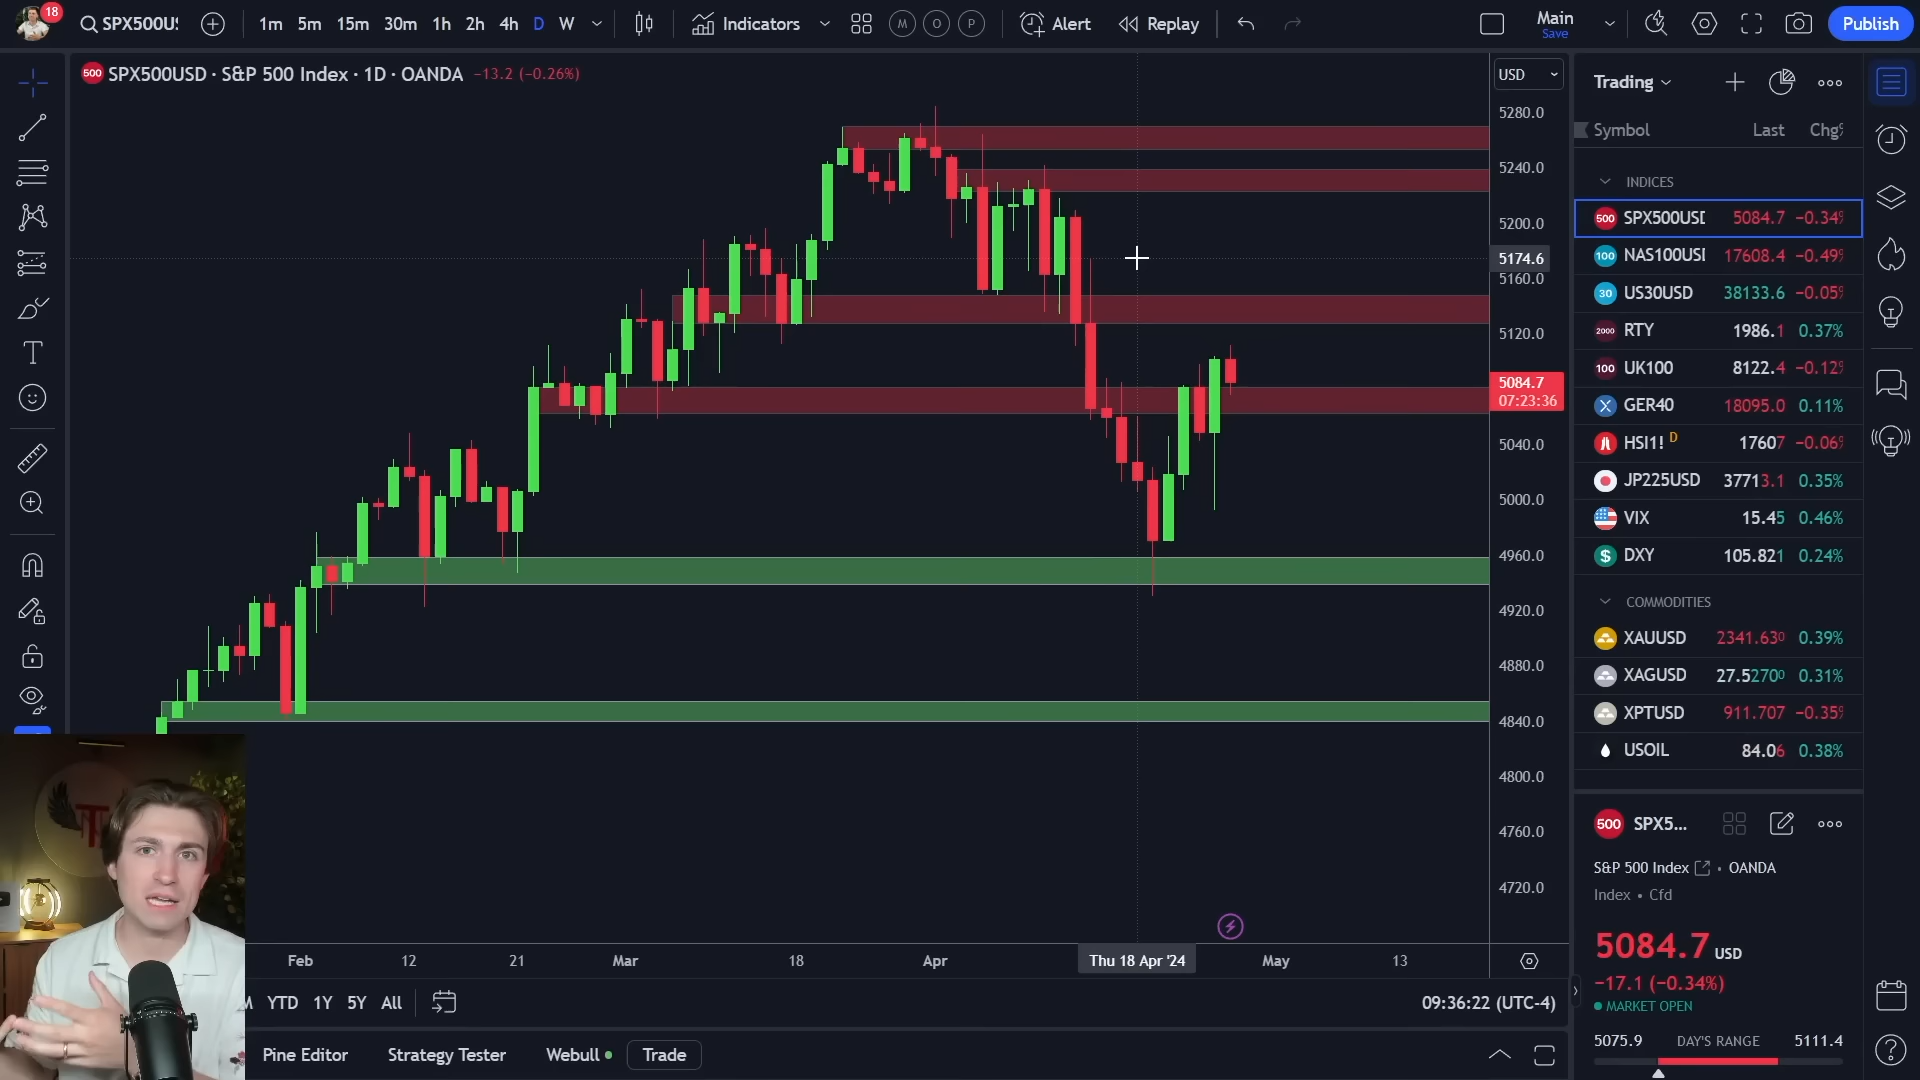 18
SPX500U:
1m 5m 15m 30m 1h 2h 4h D W
Indicators
M O P
Alert
Replay
Main
Save
Publish
500 SPX500USD · S&P 500 Index · 1D · OANDA −13.2 (−0.26%)
USD
5280.0
5240.0
5200.0
5174.6
5160.0
5120.0
5084.7
07:23:36
5040.0
5000.0
4960.0
4920.0
4880.0
4840.0
4800.0
4760.0
4720.0
Feb 12 21 Mar 18 Apr Thu 18 Apr '24 May 13
YTD 1Y 5Y All
09:36:22 (UTC-4)
Pine Editor Strategy Tester Webull Trade
Trading
Symbol Last Chg%
INDICES
500 SPX500USD 5084.7 −0.34%
100 NAS100USD 17608.4 −0.49%
30 US30USD 38133.6 −0.05%
2000 RTY 1986.1 0.37%
100 UK100 8122.4 −0.12%
X GER40 18095.0 0.11%
HSI1! D 17607 −0.06%
JP225USD 37713.1 0.35%
VIX 15.45 0.46%
$ DXY 105.821 0.24%
COMMODITIES
XAUUSD 2341.630 0.39%
XAGUSD 27.52700 0.31%
XPTUSD 911.707 −0.35%
USOIL 84.06 0.38%
500 SPX5...
S&P 500 Index • OANDA
Index • Cfd
5084.7 USD
−17.1 (−0.34%)
MARKET OPEN
5075.9 DAY'S RANGE 5111.4